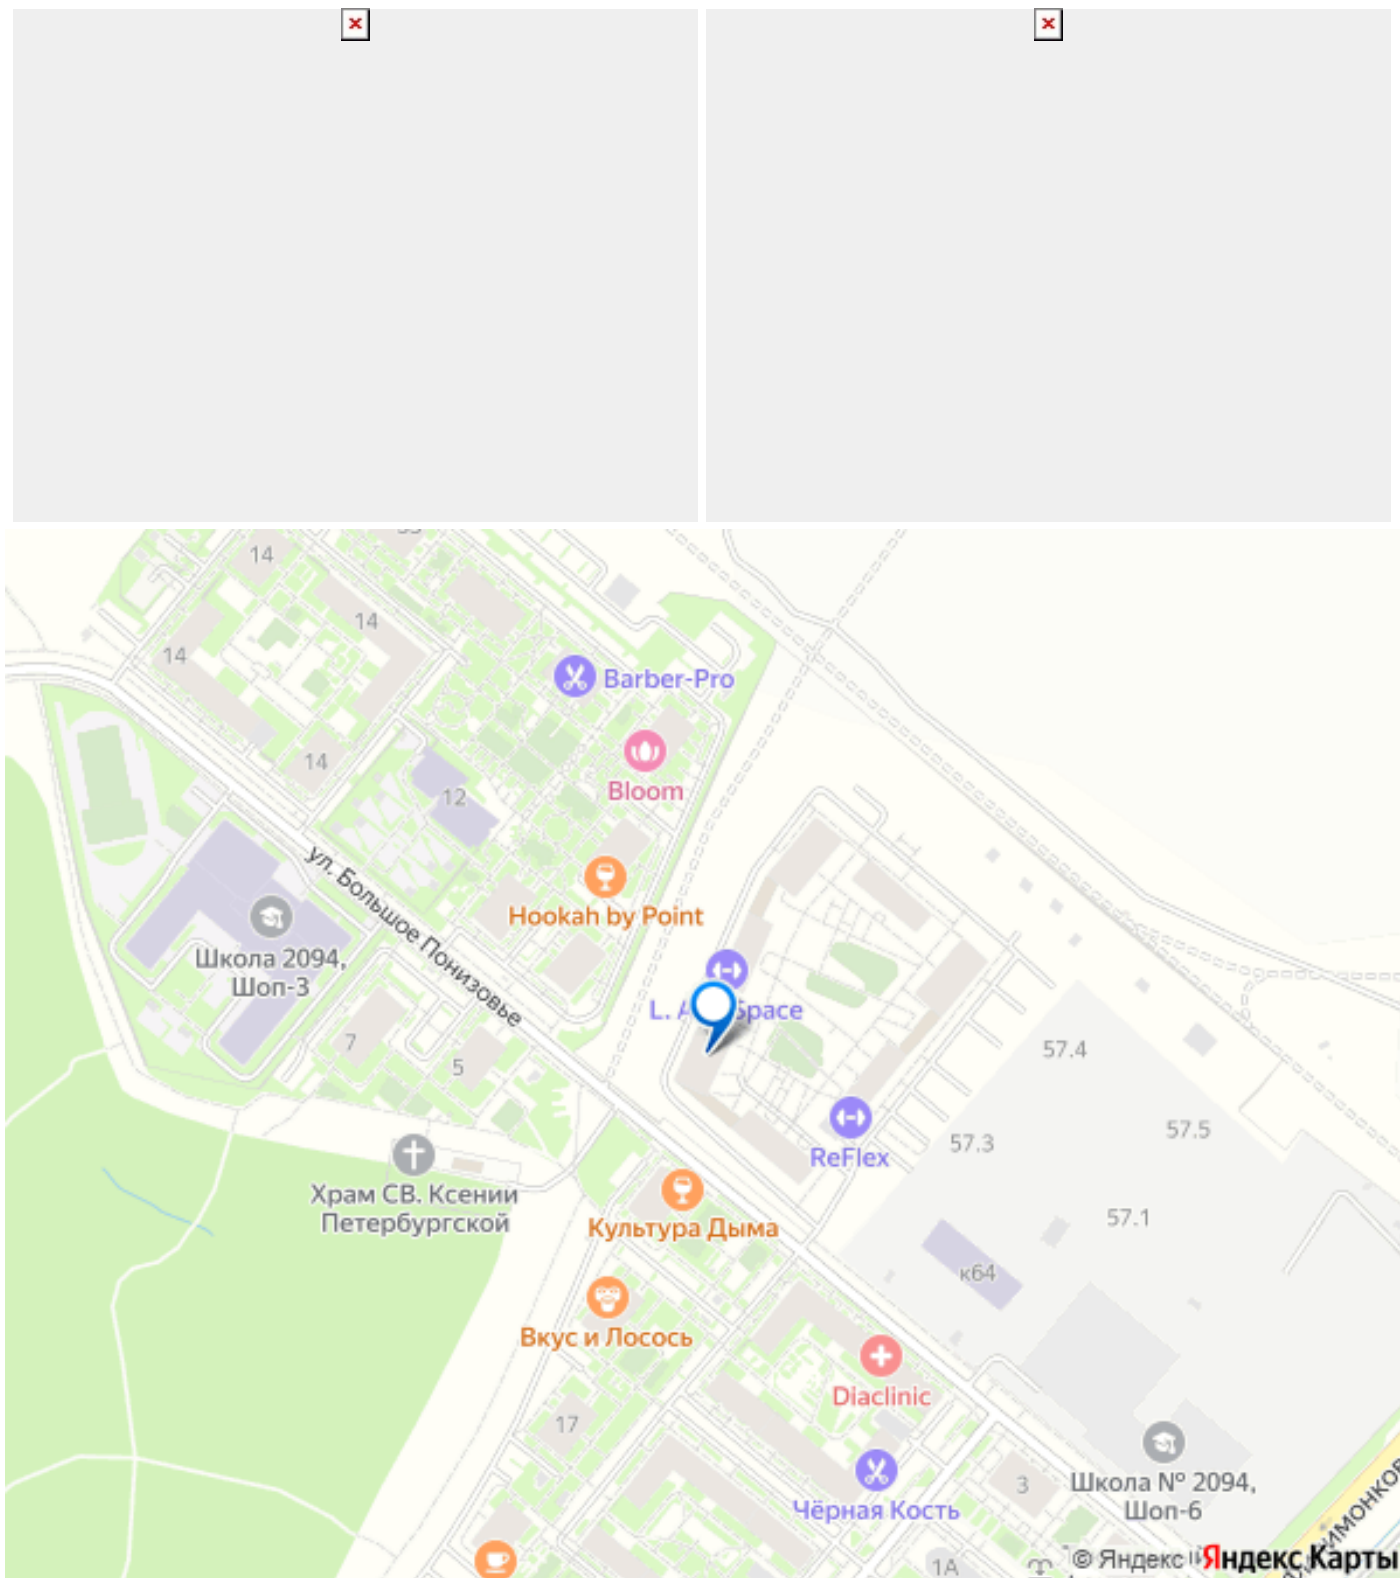 14
14
14
Barber-Pro
14
Bloom
12
ул. Большое Понизовье
Hookah by Point
Школа 2094,
Шоп-3
Space
7
5
57.4
57.5
57.3
ReFlex
Храм СВ. Ксении
Петербургской
57.1
Культура Дыма
к64
Вкус и Лосось
Diaclinic
17
3
Школа № 2094,
Шоп-6
Чёрная Кость
1А
© Яндекс Яндекс Карты